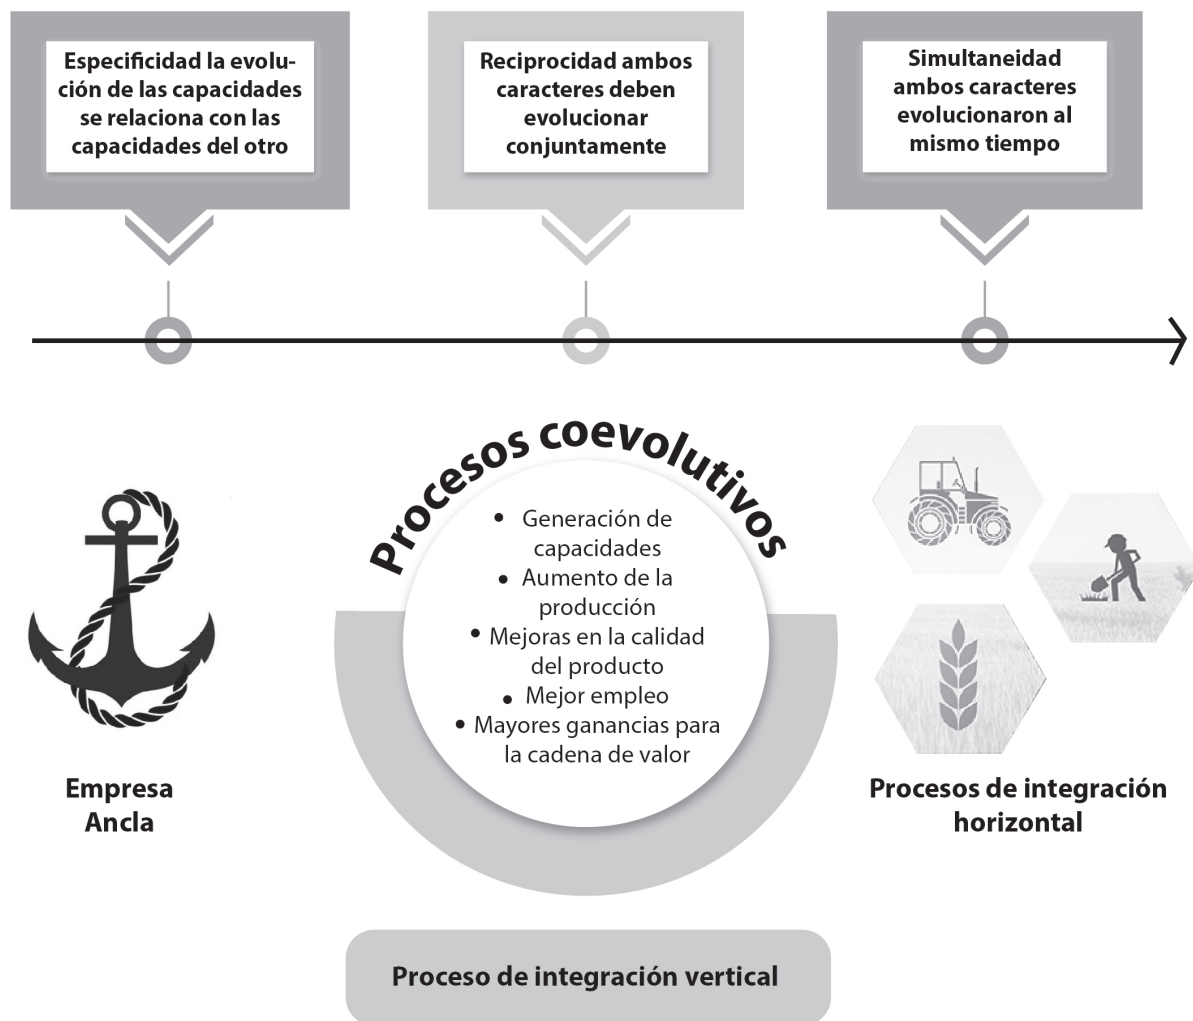 Especificidad la evolu-
ción de las capacidades
se relaciona con las
capacidades del otro
Reciprocidad ambos
caracteres deben
evolucionar
conjuntamente
Simultaneidad
ambos caracteres
evolucionaron al
mismo tiempo
Procesos coevolutivos
• Generación de
capacidades
• Aumento de la
producción
• Mejoras en la calidad
del producto
• Mejor empleo
• Mayores ganancias para
la cadena de valor
Empresa
Ancla
Procesos de integración
horizontal
Proceso de integración vertical